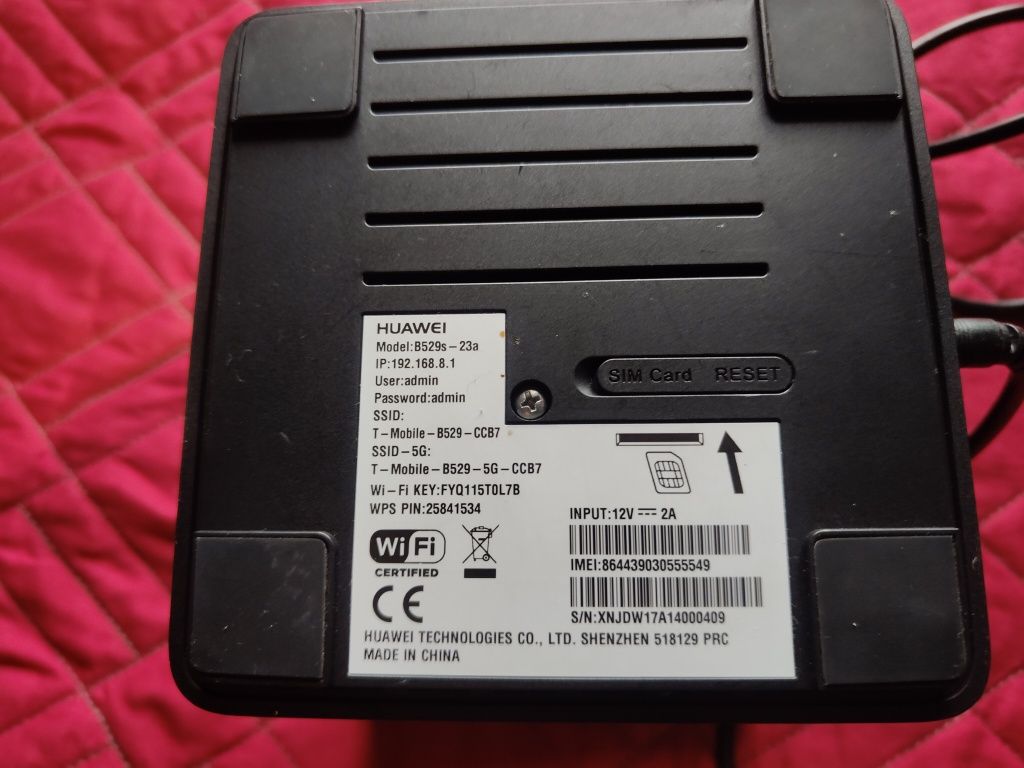 HUAWEI
Model:B529s-23a
IP:192.168.8.1
User:admin
Password:admin
SSID:
T-Mobile-B529-CCB7
SSID-5G:
T-Mobile-B529-5G-CCB7
Wi-Fi KEY:FYQ115T0L7B
WPS PIN:25841534
SIM Card RESET
Wi Fi
CERTIFIED
CE
INPUT:12V ⎓ 2A
IMEI:864439030555549
S/N:XNJDW17A14000409
HUAWEI TECHNOLOGIES CO., LTD. SHENZHEN 518129 PRC
MADE IN CHINA